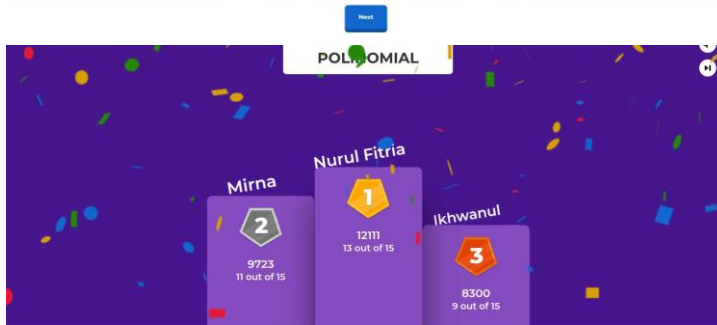 Next
POLINOMIAL
Nurul Fitria
1
12111
13 out of 15
Mirna
2
9723
11 out of 15
Ikhwanul
3
8300
9 out of 15